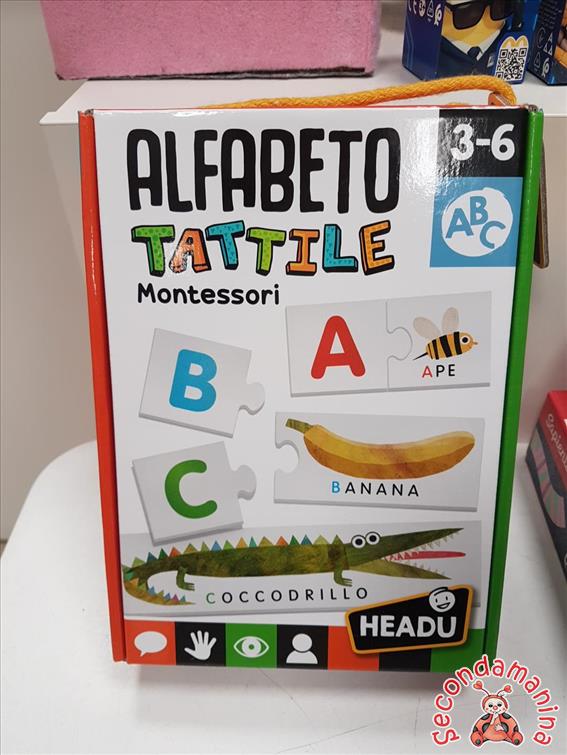 ALFABETO
TATTILE
Montessori
3-6
ABC
A
APE
B
BANANA
C
COCCODRILLO
HEADU
Secondamanina